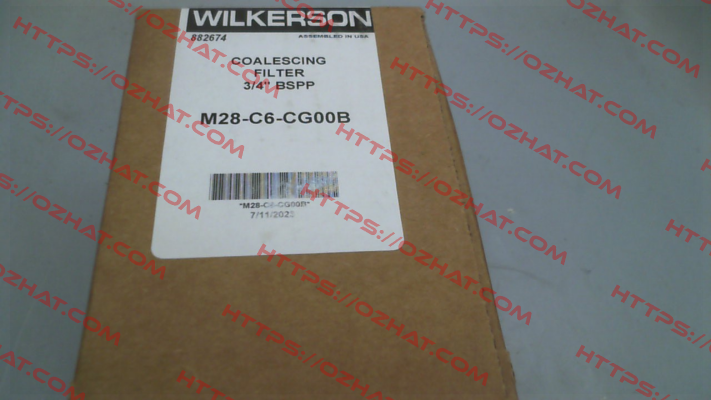 WILKERSON
682674
ASSEMBLED IN USA
COALESCING
FILTER
3/4" BSPP
M28-C6-CG00B
*M28-C6-CG00B*
7/11/2023
HTTPS://OZHAT.COM